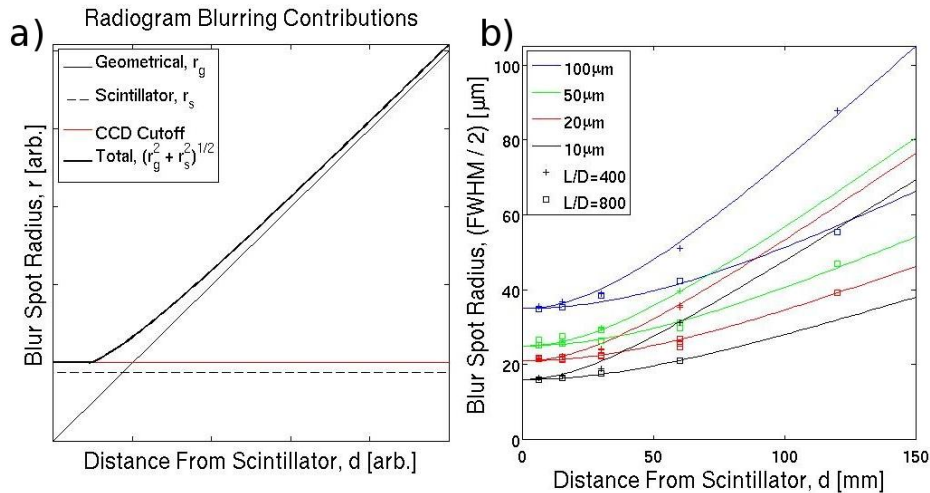 Radiogram Blurring Contributions
a)
Geometrical, r_g
Scintillator, r_s
CCD Cutoff
Total, (r_g^2 + r_s^2)^1/2
Blur Spot Radius, r [arb.]
Distance From Scintillator, d [arb.]
b)
100μm
50μm
20μm
10μm
L/D=400
L/D=800
Blur Spot Radius, (FWHM / 2) [μm]
100
80
60
40
20
0
0
50
100
150
Distance From Scintillator, d [mm]